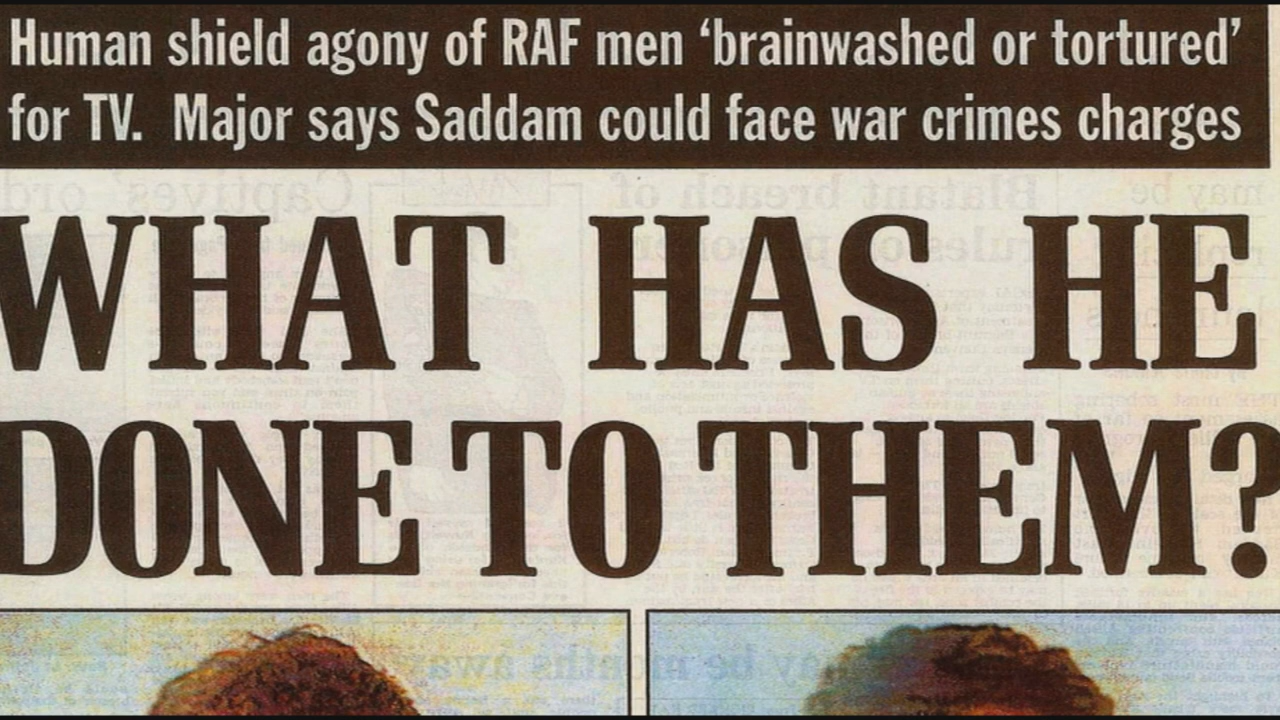 Human shield agony of RAF men ‘brainwashed or tortured’
for TV. Major says Saddam could face war crimes charges
WHAT HAS HE
DONE TO THEM?